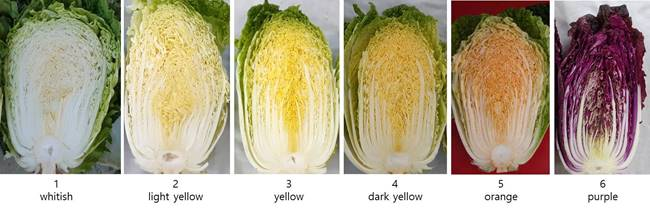 1 2 3 4 5 6
whitish light yellow yellow dark yellow orange purple